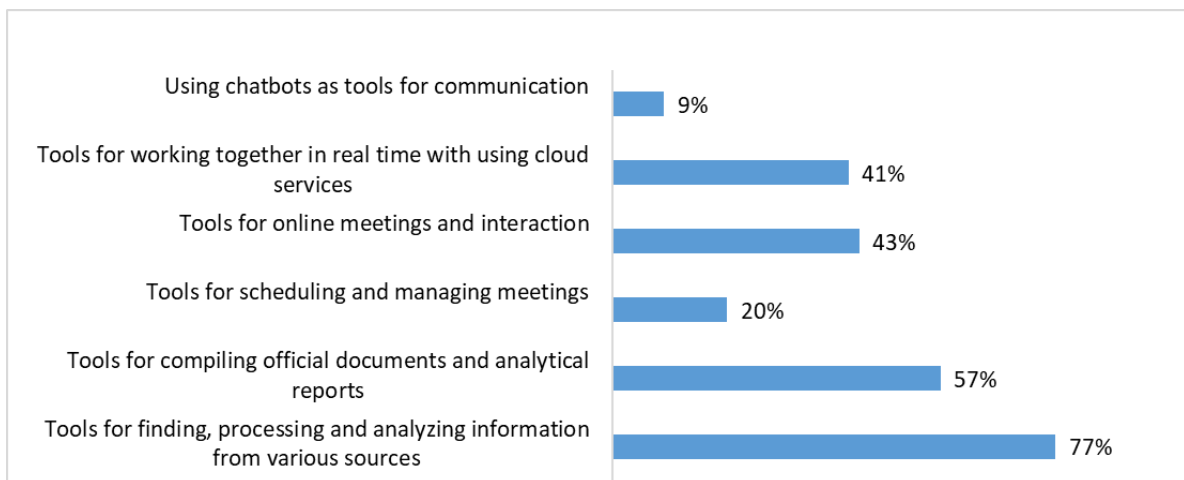 Using chatbots as tools for communication
9%
Tools for working together in real time with using cloud
services
41%
Tools for online meetings and interaction
43%
Tools for scheduling and managing meetings
20%
Tools for compiling official documents and analytical
reports
57%
Tools for finding, processing and analyzing information
from various sources
77%